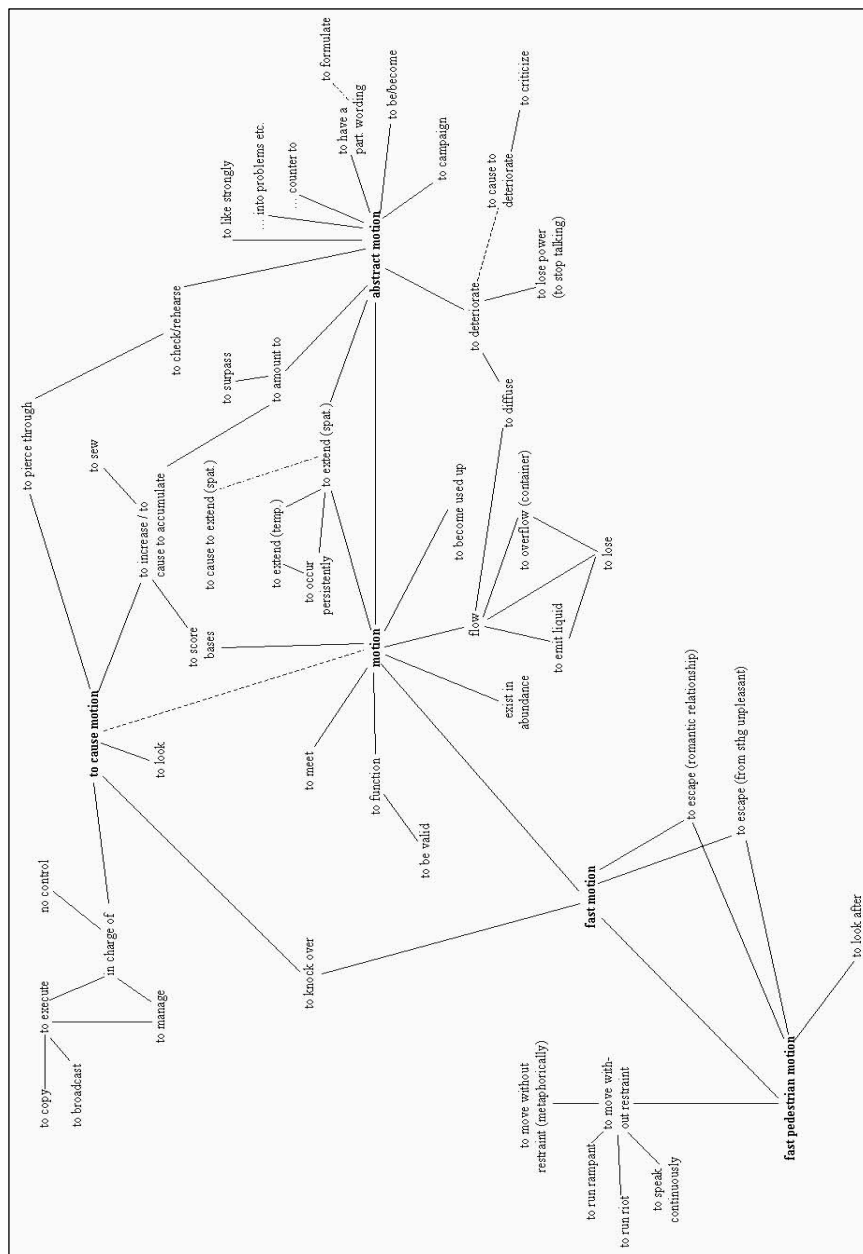 to pierce through
no control
to copy
to execute
to broadcast
in charge of
to cause motion
to sew
to increase / to
cause to accumulate
to manage
to look
to check/rehearse
to score
bases
to cause to extend (spat.)
to surpass
to like strongly
to amount to
...into problems etc.
to extend (temp.)
... counter to
to knock over
to meet
to occur
persistently
to extend (spat.)
to formulate
to have a
part. wording
to function
motion
abstract motion
to be/become
to be valid
to campaign
to become used up
flow
to deteriorate
to cause to
deteriorate
to criticize
exist in
abundance
to diffuse
to lose power
(to stop talking)
to move without
restraint (metaphorically)
to overflow (container)
to emit liquid
fast motion
to run rampant
to move with-
out restraint
to lose
to run riot
to speak
continuously
to escape (romantic relationship)
to escape (from sthg unpleasant)
fast pedestrian motion
to look after